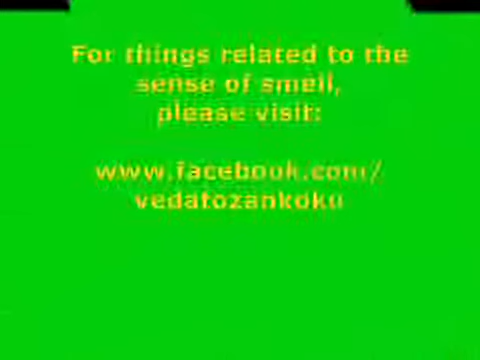 For things related to the
sense of smell,
please visit:
www.facebook.com/
vedatozankoku